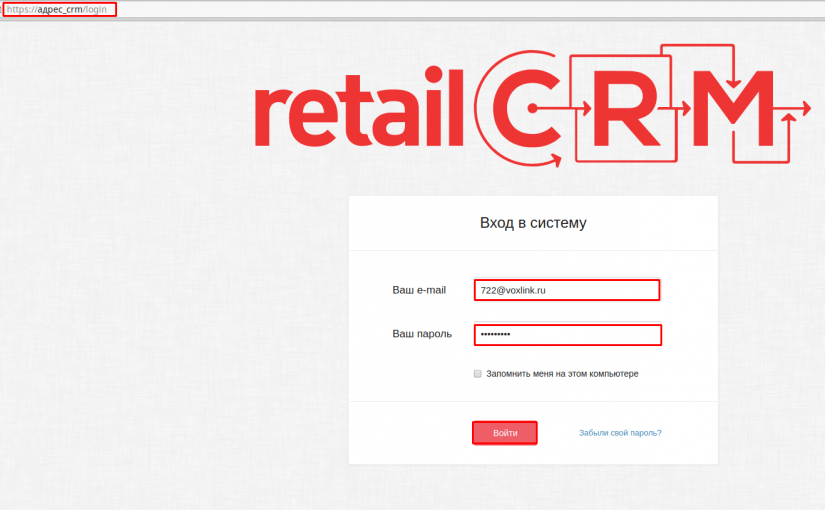 https://адрес_crm/login
retailCRM
Вход в систему
Ваш e-mail 722@voxlink.ru
Ваш пароль •••••••••
Запомнить меня на этом компьютере
Войти Забыли свой пароль?